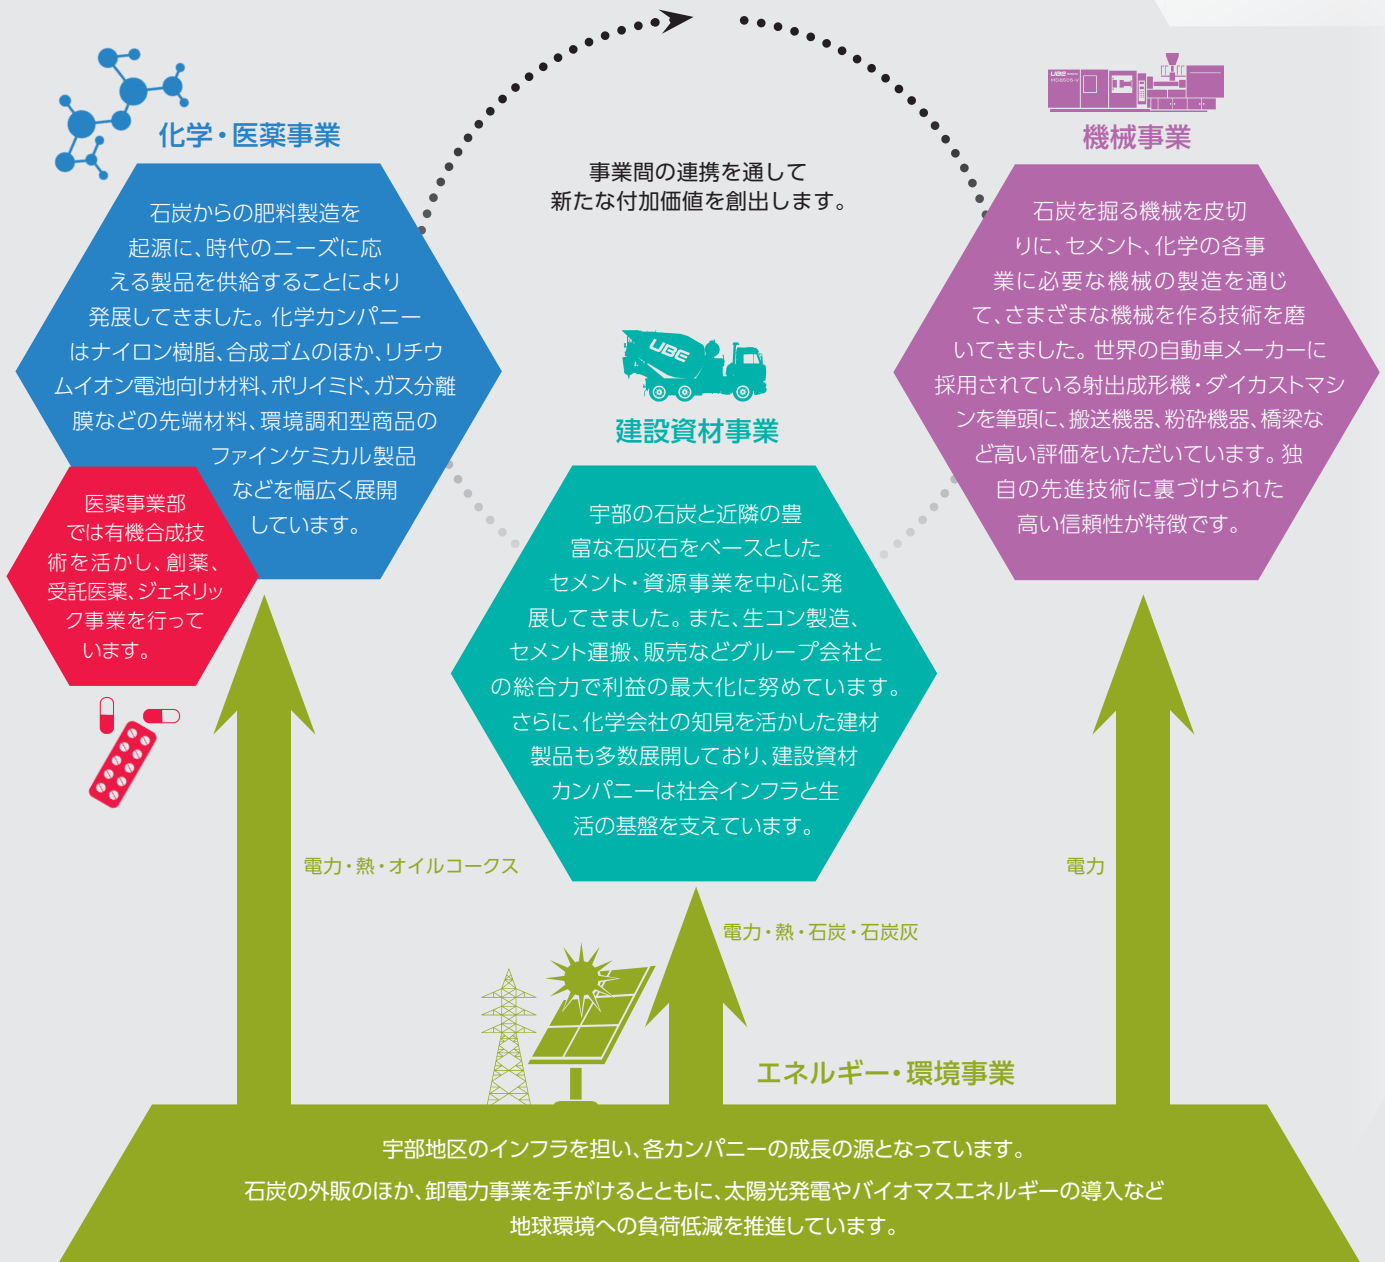 化学・医薬事業
石炭からの肥料製造を
起源に、時代のニーズに応
える製品を供給することにより
発展してきました。化学カンパニー
はナイロン樹脂、合成ゴムのほか、リチウ
ムイオン電池向け材料、ポリイミド、ガス分離
膜などの先端材料、環境調和型商品の
ファインケミカル製品
などを幅広く展開
しています。
医薬事業部
では有機合成技
術を活かし、創薬、
受託医薬、ジェネリッ
ク事業を行って
います。
事業間の連携を通して
新たな付加価値を創出します。
UBE
建設資材事業
宇部の石炭と近隣の豊
富な石灰石をベースとした
セメント・資源事業を中心に発
展してきました。また、生コン製造、
セメント運搬、販売などグループ会社と
の総合力で利益の最大化に努めています。
さらに、化学会社の知見を活かした建材
製品も多数展開しており、建設資材
カンパニーは社会インフラと生
活の基盤を支えています。
UBE
機械事業
石炭を掘る機械を皮切
りに、セメント、化学の各事
業に必要な機械の製造を通じ
て、さまざまな機械を作る技術を磨
いてきました。世界の自動車メーカーに
採用されている射出成形機・ダイカストマシ
ンを筆頭に、搬送機器、粉砕機器、橋梁な
ど高い評価をいただいています。独
自の先進技術に裏づけられた
高い信頼性が特徴です。
電力・熱・オイルコークス
電力・熱・石炭・石炭灰
電力
エネルギー・環境事業
宇部地区のインフラを担い、各カンパニーの成長の源となっています。
石炭の外販のほか、卸電力事業を手がけるとともに、太陽光発電やバイオマスエネルギーの導入など
地球環境への負荷低減を推進しています。